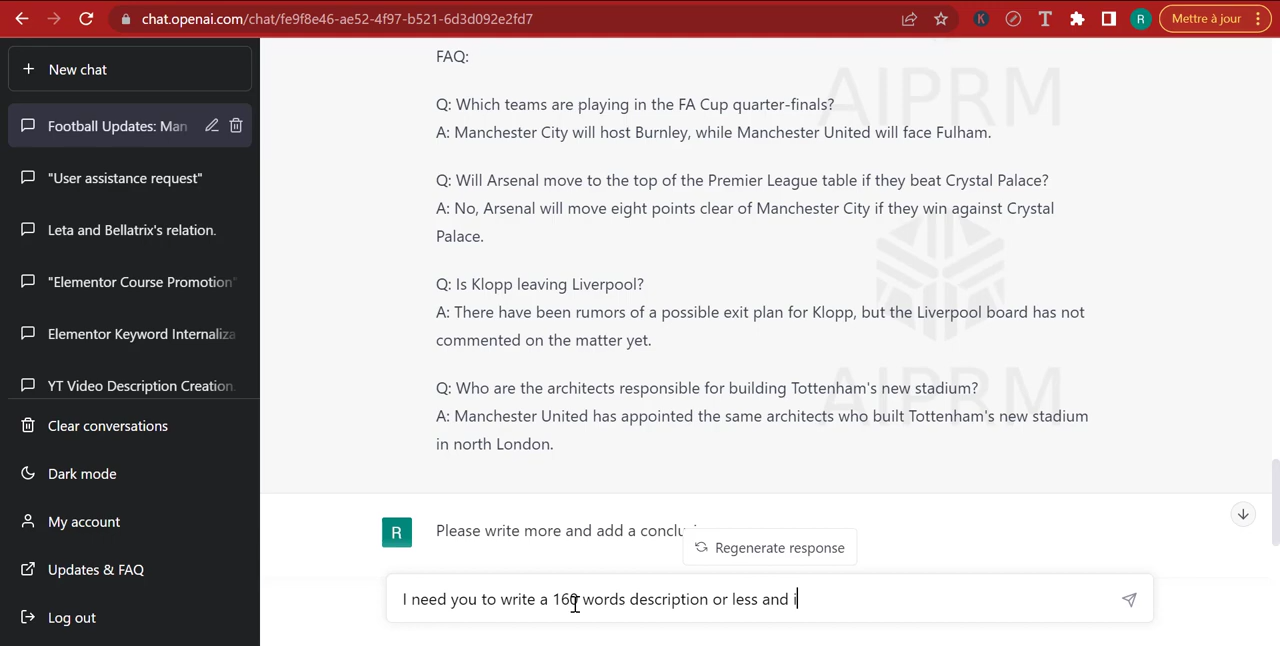 chat.openai.com/chat/fe9f8e46-ae52-4f97-b521-6d3d092e2fd7
K
T
R
Mettre à jour
New chat
Football Updates: Man
"User assistance request"
Leta and Bellatrix's relation.
"Elementor Course Promotion"
Elementor Keyword Internaliza
YT Video Description Creation.
Clear conversations
Dark mode
My account
Updates & FAQ
Log out
AIPRM
FAQ:
Q: Which teams are playing in the FA Cup quarter-finals?
A: Manchester City will host Burnley, while Manchester United will face Fulham.
Q: Will Arsenal move to the top of the Premier League table if they beat Crystal Palace?
A: No, Arsenal will move eight points clear of Manchester City if they win against Crystal
Palace.
Q: Is Klopp leaving Liverpool?
A: There have been rumors of a possible exit plan for Klopp, but the Liverpool board has not
commented on the matter yet.
AIPRM
Q: Who are the architects responsible for building Tottenham's new stadium?
A: Manchester United has appointed the same architects who built Tottenham's new stadium
in north London.
R
Please write more and add a conclu
Regenerate response
I need you to write a 160 words description or less and i